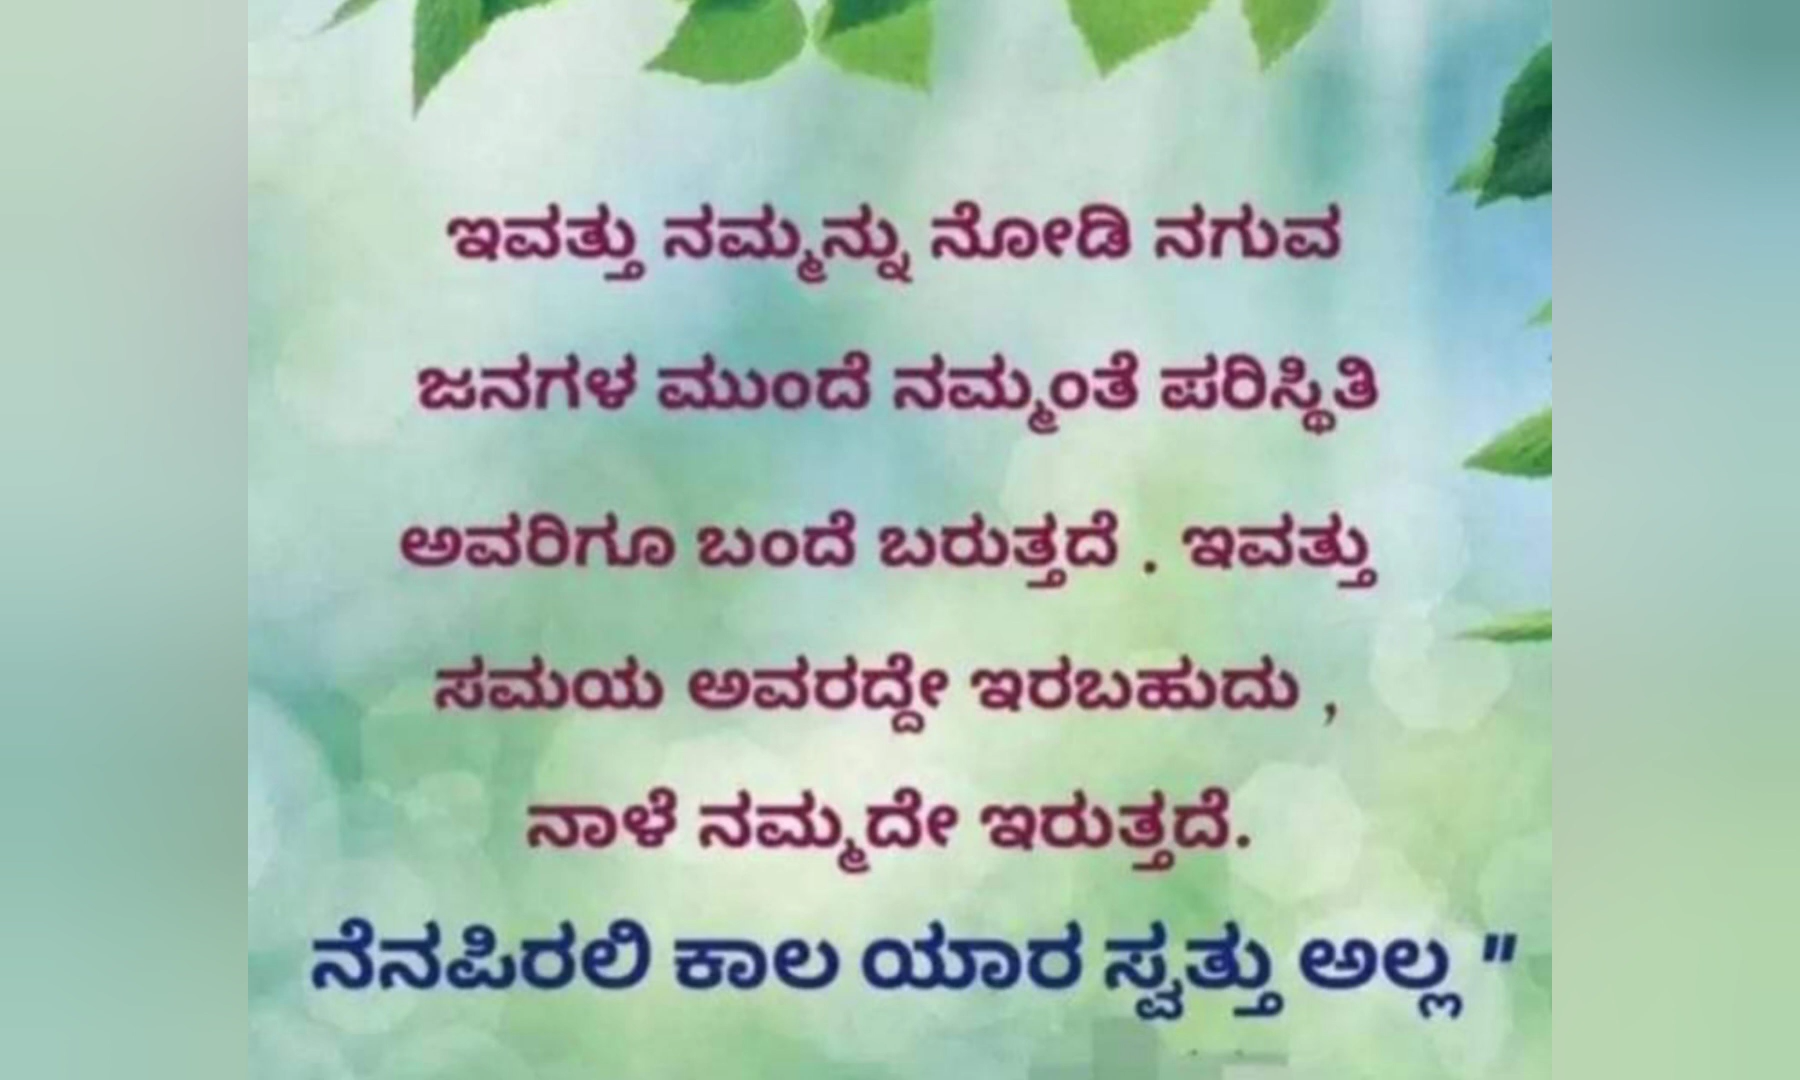 ಇವತ್ತು ನಮ್ಮನ್ನು ನೋಡಿ ನಗುವ
ಜನಗಳ ಮುಂದೆ ನಮ್ಮಂತೆ ಪರಿಸ್ಥಿತಿ
ಅವರಿಗೂ ಬಂದೆ ಬರುತ್ತದೆ . ಇವತ್ತು
ಸಮಯ ಅವರದ್ದೇ ಇರಬಹುದು ,
ನಾಳೆ ನಮ್ಮದೇ ಇರುತ್ತದೆ.
ನೆನಪಿರಲಿ ಕಾಲ ಯಾರ ಸ್ವತ್ತು ಅಲ್ಲ "